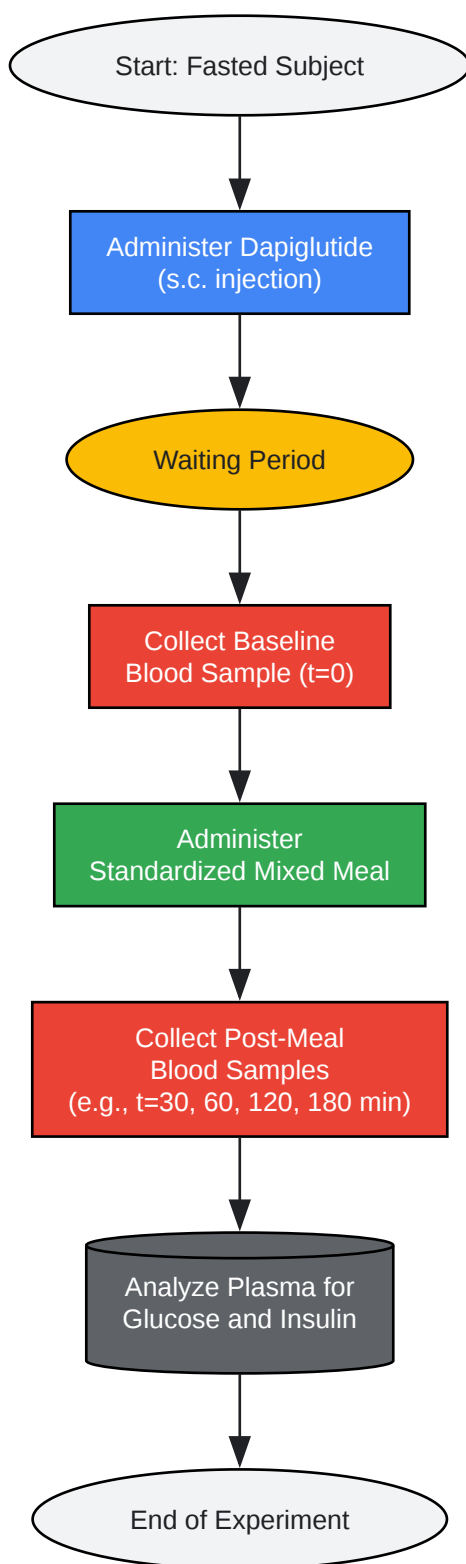 Start: Fasted Subject
Administer Dapiglutide
(s.c. injection)
Waiting Period
Collect Baseline
Blood Sample (t=0)
Administer
Standardized Mixed Meal
Collect Post-Meal
Blood Samples
(e.g., t=30, 60, 120, 180 min)
Analyze Plasma for
Glucose and Insulin
End of Experiment